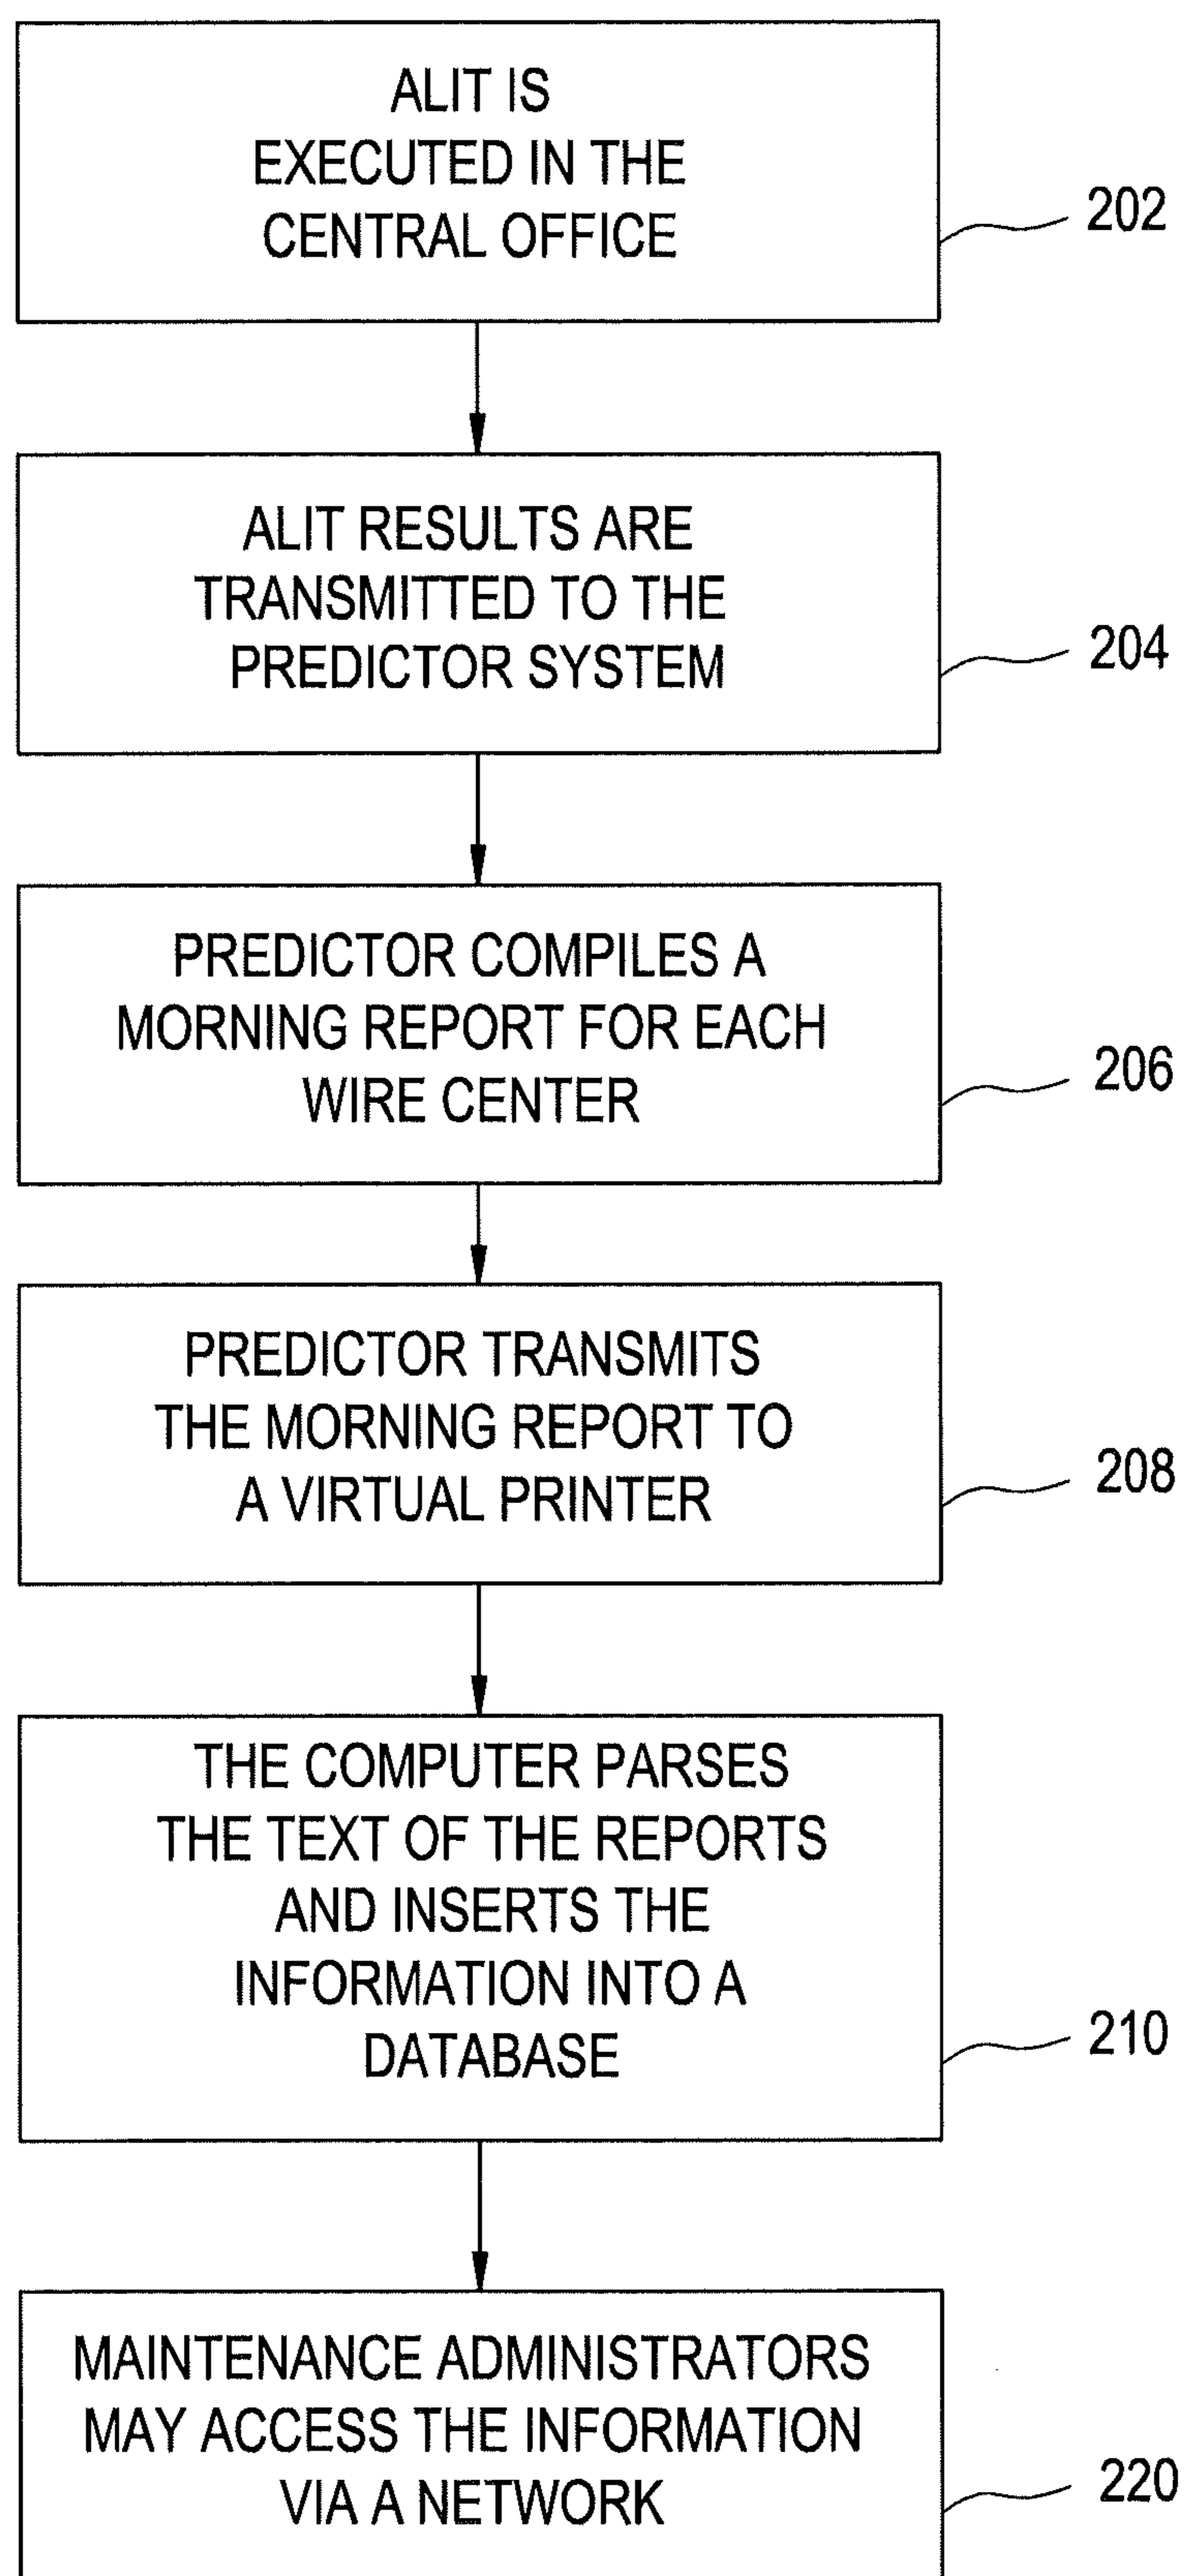 ALIT IS
EXECUTED IN THE
CENTRAL OFFICE
202
ALIT RESULTS ARE
TRANSMITTED TO THE
PREDICTOR SYSTEM
204
PREDICTOR COMPILES A
MORNING REPORT FOR EACH
WIRE CENTER
206
PREDICTOR TRANSMITS
THE MORNING REPORT TO
A VIRTUAL PRINTER
208
THE COMPUTER PARSES
THE TEXT OF THE REPORTS
AND INSERTS THE
INFORMATION INTO A
DATABASE
210
MAINTENANCE ADMINISTRATORS
MAY ACCESS THE INFORMATION
VIA A NETWORK
220